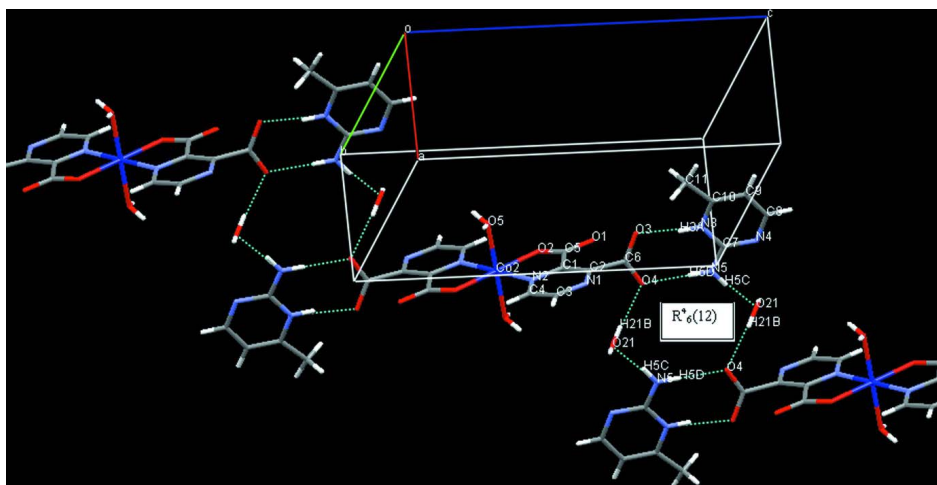 o
c
b
a
C11
C10
C9
C8
N3
H3A
C7
N4
O5
O1
O3
O2
C5
C6
Co2
C1
C2
N2
N1
O4
H5D
N5
H5C
C4
C3
O21
H21B
R⁴₆(12)
H21B
O21
H5C
N5
H5D
O4